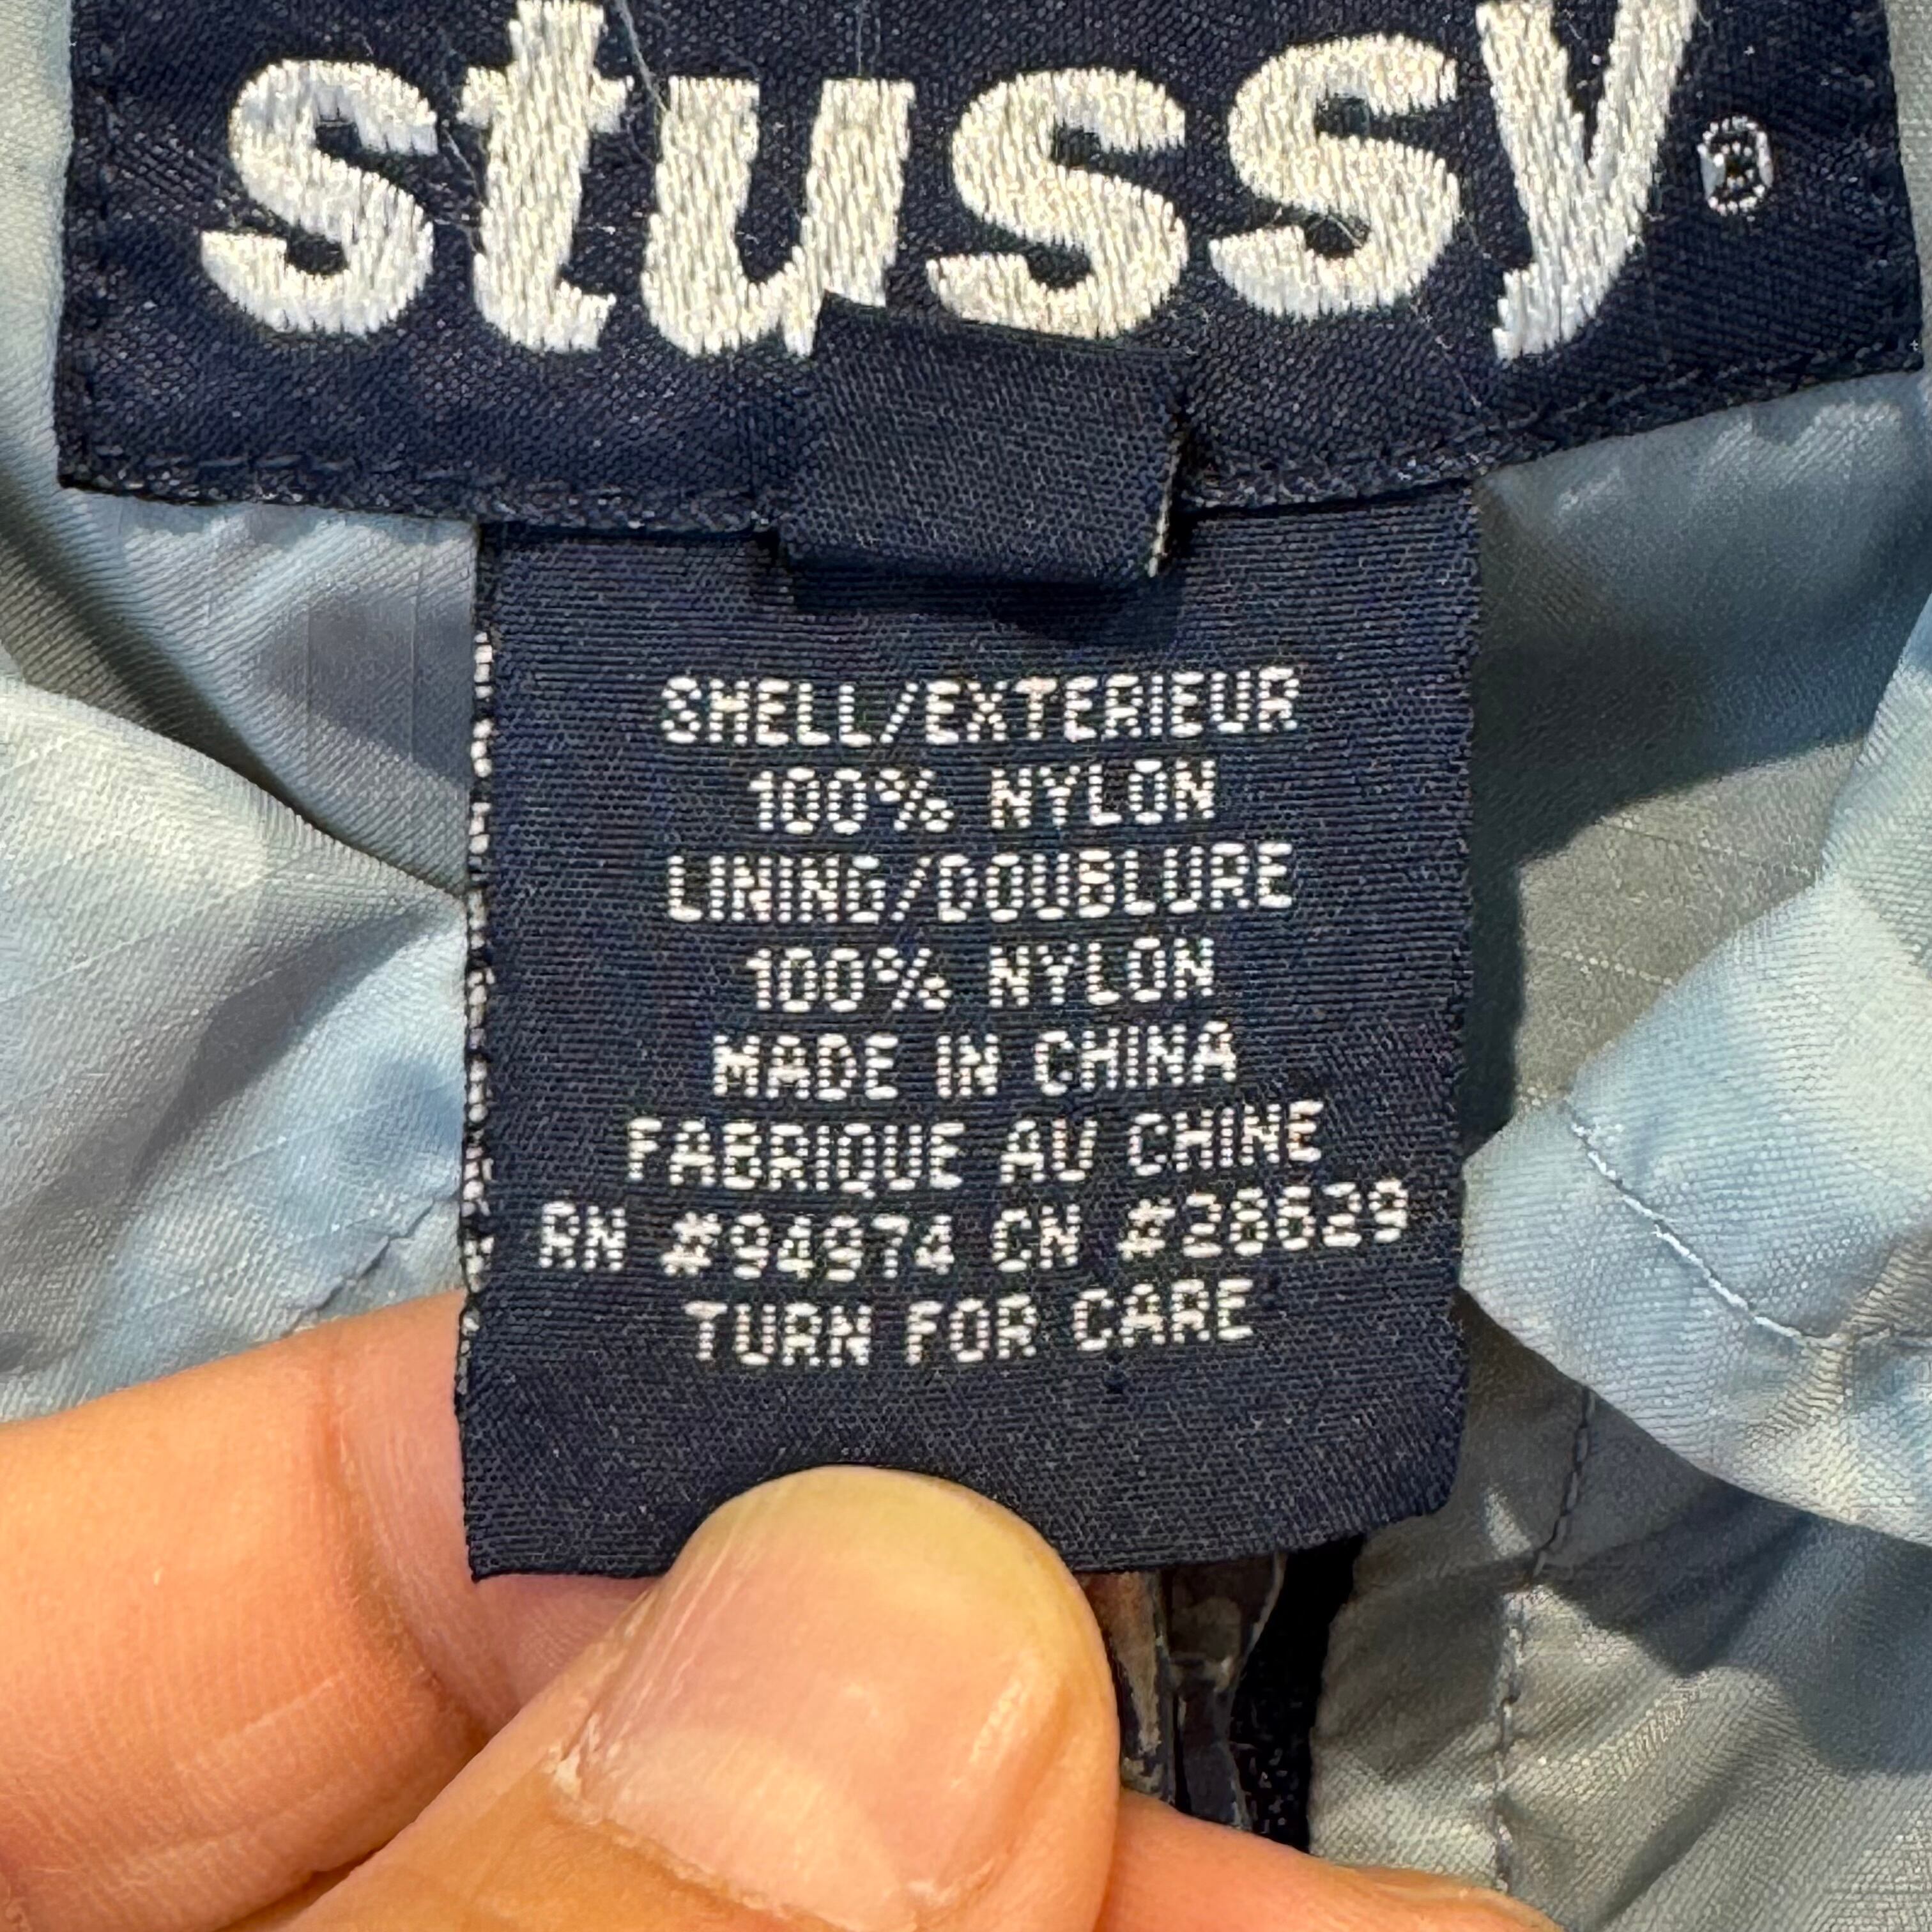 stussy®
SHELL/EXTERIEUR
100% NYLON
LINING/DOUBLURE
100% NYLON
MADE IN CHINA
FABRIQUE AU CHINE
RN #94974 CN #28629
TURN FOR CARE